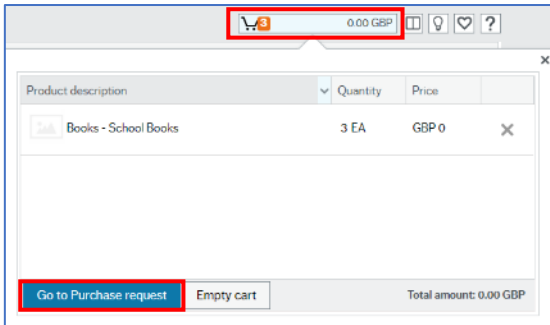 3 0.00 GBP ?
x
Product description Quantity Price
Books - School Books 3 EA GBP 0
Go to Purchase request Empty cart Total amount: 0.00 GBP